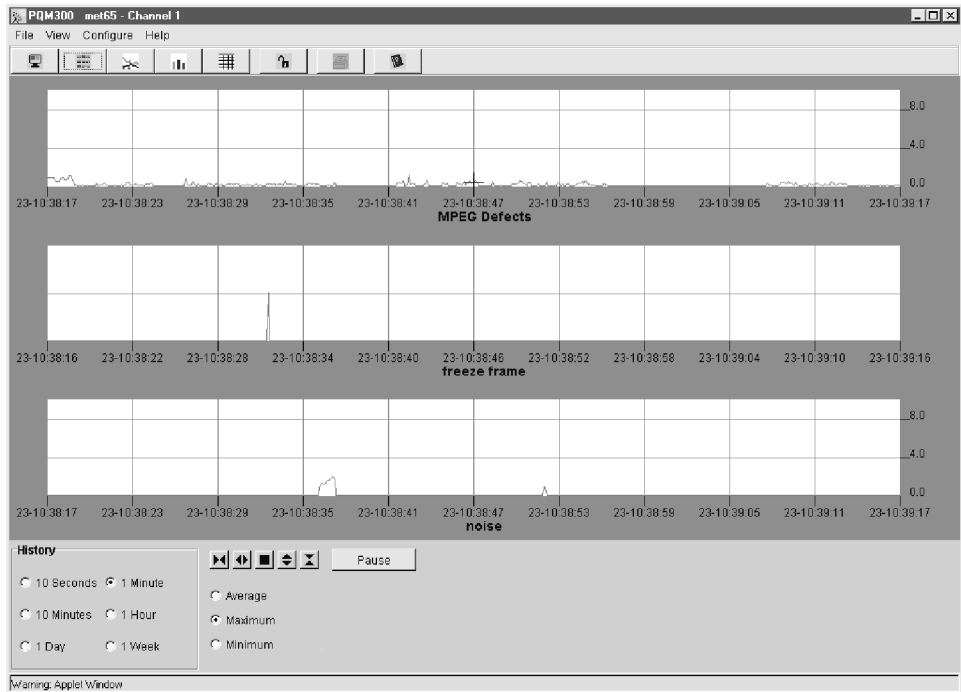 PQM300 met65 - Channel 1
File View Configure Help
8.0
4.0
0.0
23-10:38:17 23-10:38:23 23-10:38:29 23-10:38:35 23-10:38:41 23-10:38:47 23-10:38:53 23-10:38:59 23-10:39:05 23-10:39:11 23-10:39:17
MPEG Defects
23-10:38:16 23-10:38:22 23-10:38:28 23-10:38:34 23-10:38:40 23-10:38:46 23-10:38:52 23-10:38:58 23-10:39:04 23-10:39:10 23-10:39:16
freeze frame
8.0
4.0
0.0
23-10:38:17 23-10:38:23 23-10:38:29 23-10:38:35 23-10:38:41 23-10:38:47 23-10:38:53 23-10:38:59 23-10:39:05 23-10:39:11 23-10:39:17
noise
History
10 Seconds 1 Minute
10 Minutes 1 Hour
1 Day 1 Week
Pause
Average
Maximum
Minimum
Warning: Applet Window